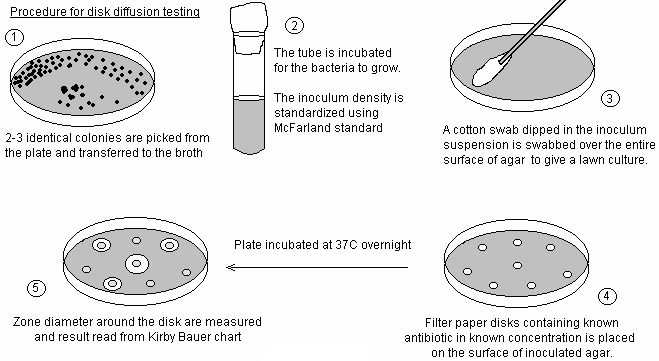 Procedure for disk diffusion testing
1
2-3 identical colonies are picked from
the plate and transferred to the broth
2
The tube is incubated
for the bacteria to grow.
The inoculum density is
standardized using
McFarland standard
3
A cotton swab dipped in the inoculum
suspension is swabbed over the entire
surface of agar to give a lawn culture.
4
Filter paper disks containing known
antibiotic in known concentration is placed
on the surface of inoculated agar.
Plate incubated at 37C overnight
5
Zone diameter around the disk are measured
and result read from Kirby Bauer chart